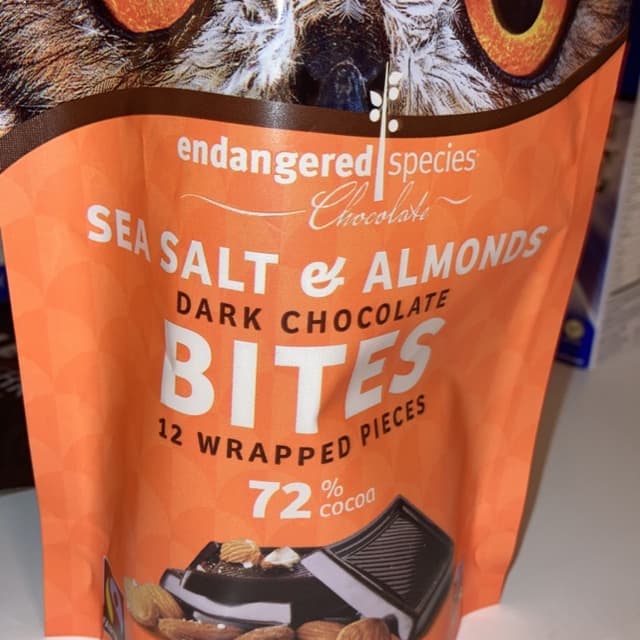 endangered species
Chocolate
SEA SALT & ALMONDS
DARK CHOCOLATE
BITES
12 WRAPPED PIECES
72% cocoa